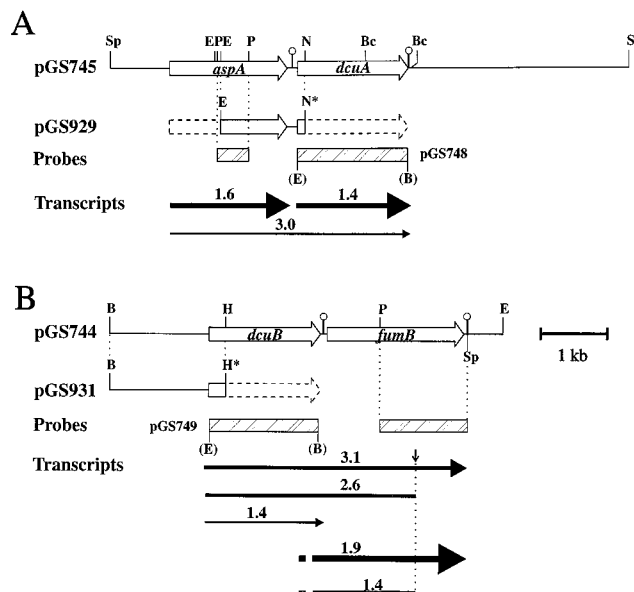 A
Sp E P E P N Bc Bc S
pGS745 aspA dcuA
E N*
pGS929
Probes pGS748
(E) (B)
Transcripts
1.6 1.4
3.0
B
B H P E
pGS744 dcuB fumB
Sp 1 kb
B H*
pGS931
Probes pGS749
(E) (B)
Transcripts
3.1
2.6
1.4
1.9
1.4